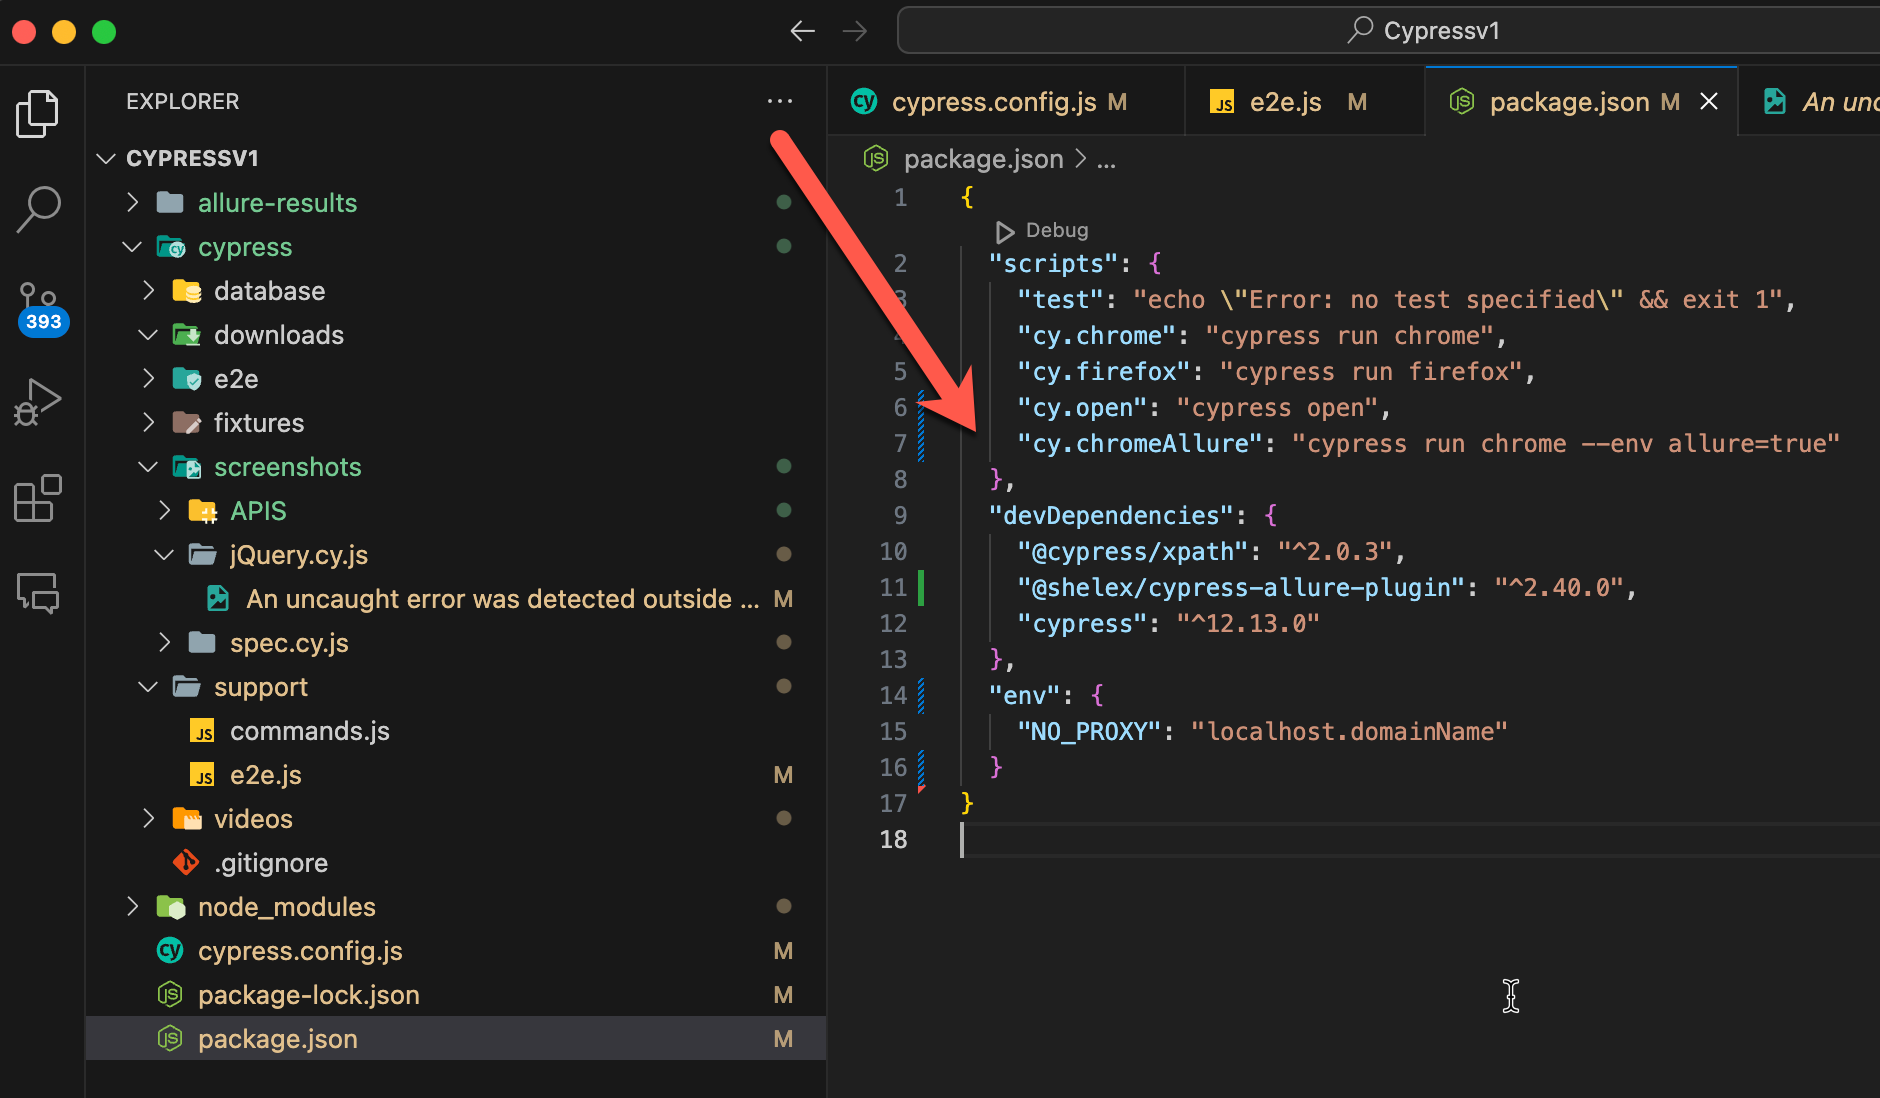 Cypressv1
EXPLORER
cypress.config.js M
e2e.js M
package.json M
An unc
CYPRESSV1
package.json > ...
allure-results
cypress
database
downloads
e2e
fixtures
screenshots
APIS
jQuery.cy.js
An uncaught error was detected outside ... M
spec.cy.js
support
commands.js
e2e.js M
videos
.gitignore
node_modules
cypress.config.js M
package-lock.json M
package.json M
393
1 {
Debug
2 "scripts": {
3 "test": "echo \"Error: no test specified\" && exit 1",
4 "cy.chrome": "cypress run chrome",
5 "cy.firefox": "cypress run firefox",
6 "cy.open": "cypress open",
7 "cy.chromeAllure": "cypress run chrome --env allure=true"
8 },
9 "devDependencies": {
10 "@cypress/xpath": "^2.0.3",
11 "@shelex/cypress-allure-plugin": "^2.40.0",
12 "cypress": "^12.13.0"
13 },
14 "env": {
15 "NO_PROXY": "localhost.domainName"
16 }
17 }
18